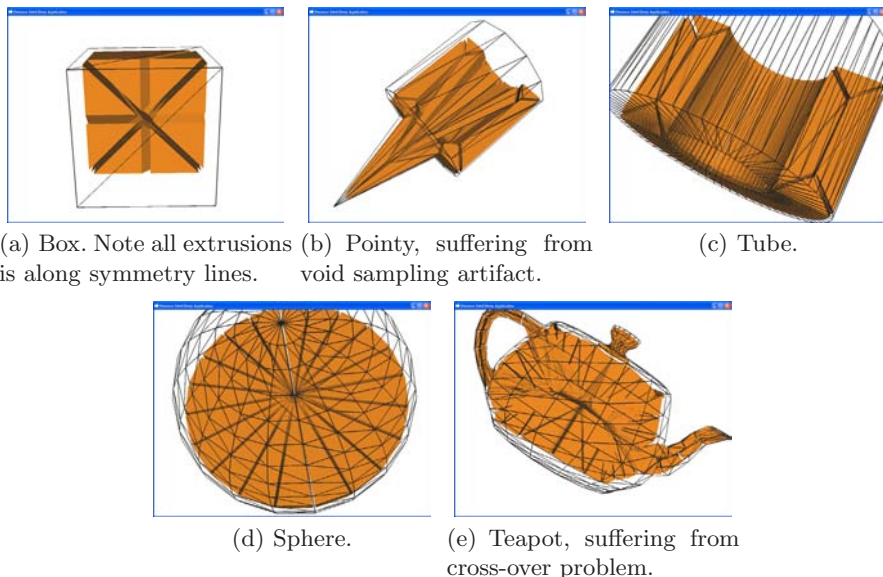 (a) Box. Note all extrusions
is along symmetry lines.
(b) Pointy, suffering from
void sampling artifact.
(c) Tube.
(d) Sphere.
(e) Teapot, suffering from
cross-over problem.